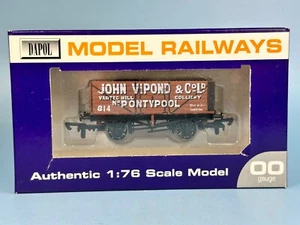 DAPOL
MODEL RAILWAYS
JOHN VIPOND & Co LD
VARTEG HILL COLLIERY
814 NR PONTYPOOL
Authentic 1:76 Scale Model
OO
gauge